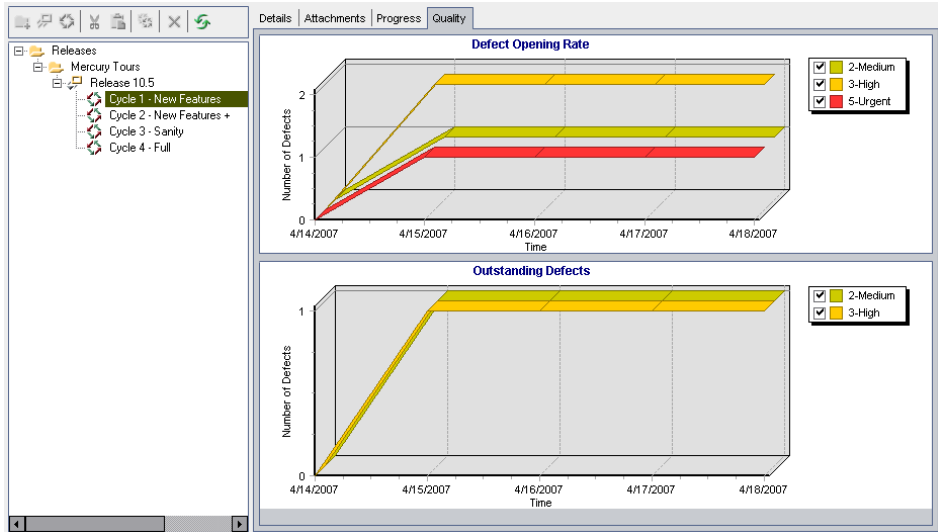 Details
Attachments
Progress
Quality
Releases
Mercury Tours
Release 10.5
Cycle 1 - New Features
Cycle 2 - New Features +
Cycle 3 - Sanity
Cycle 4 - Full
Defect Opening Rate
2-Medium
3-High
5-Urgent
Number of Defects
2
1
0
4/14/2007
4/15/2007
4/16/2007
4/17/2007
4/18/2007
Time
Outstanding Defects
2-Medium
3-High
Number of Defects
1
0
4/14/2007
4/15/2007
4/16/2007
4/17/2007
4/18/2007
Time